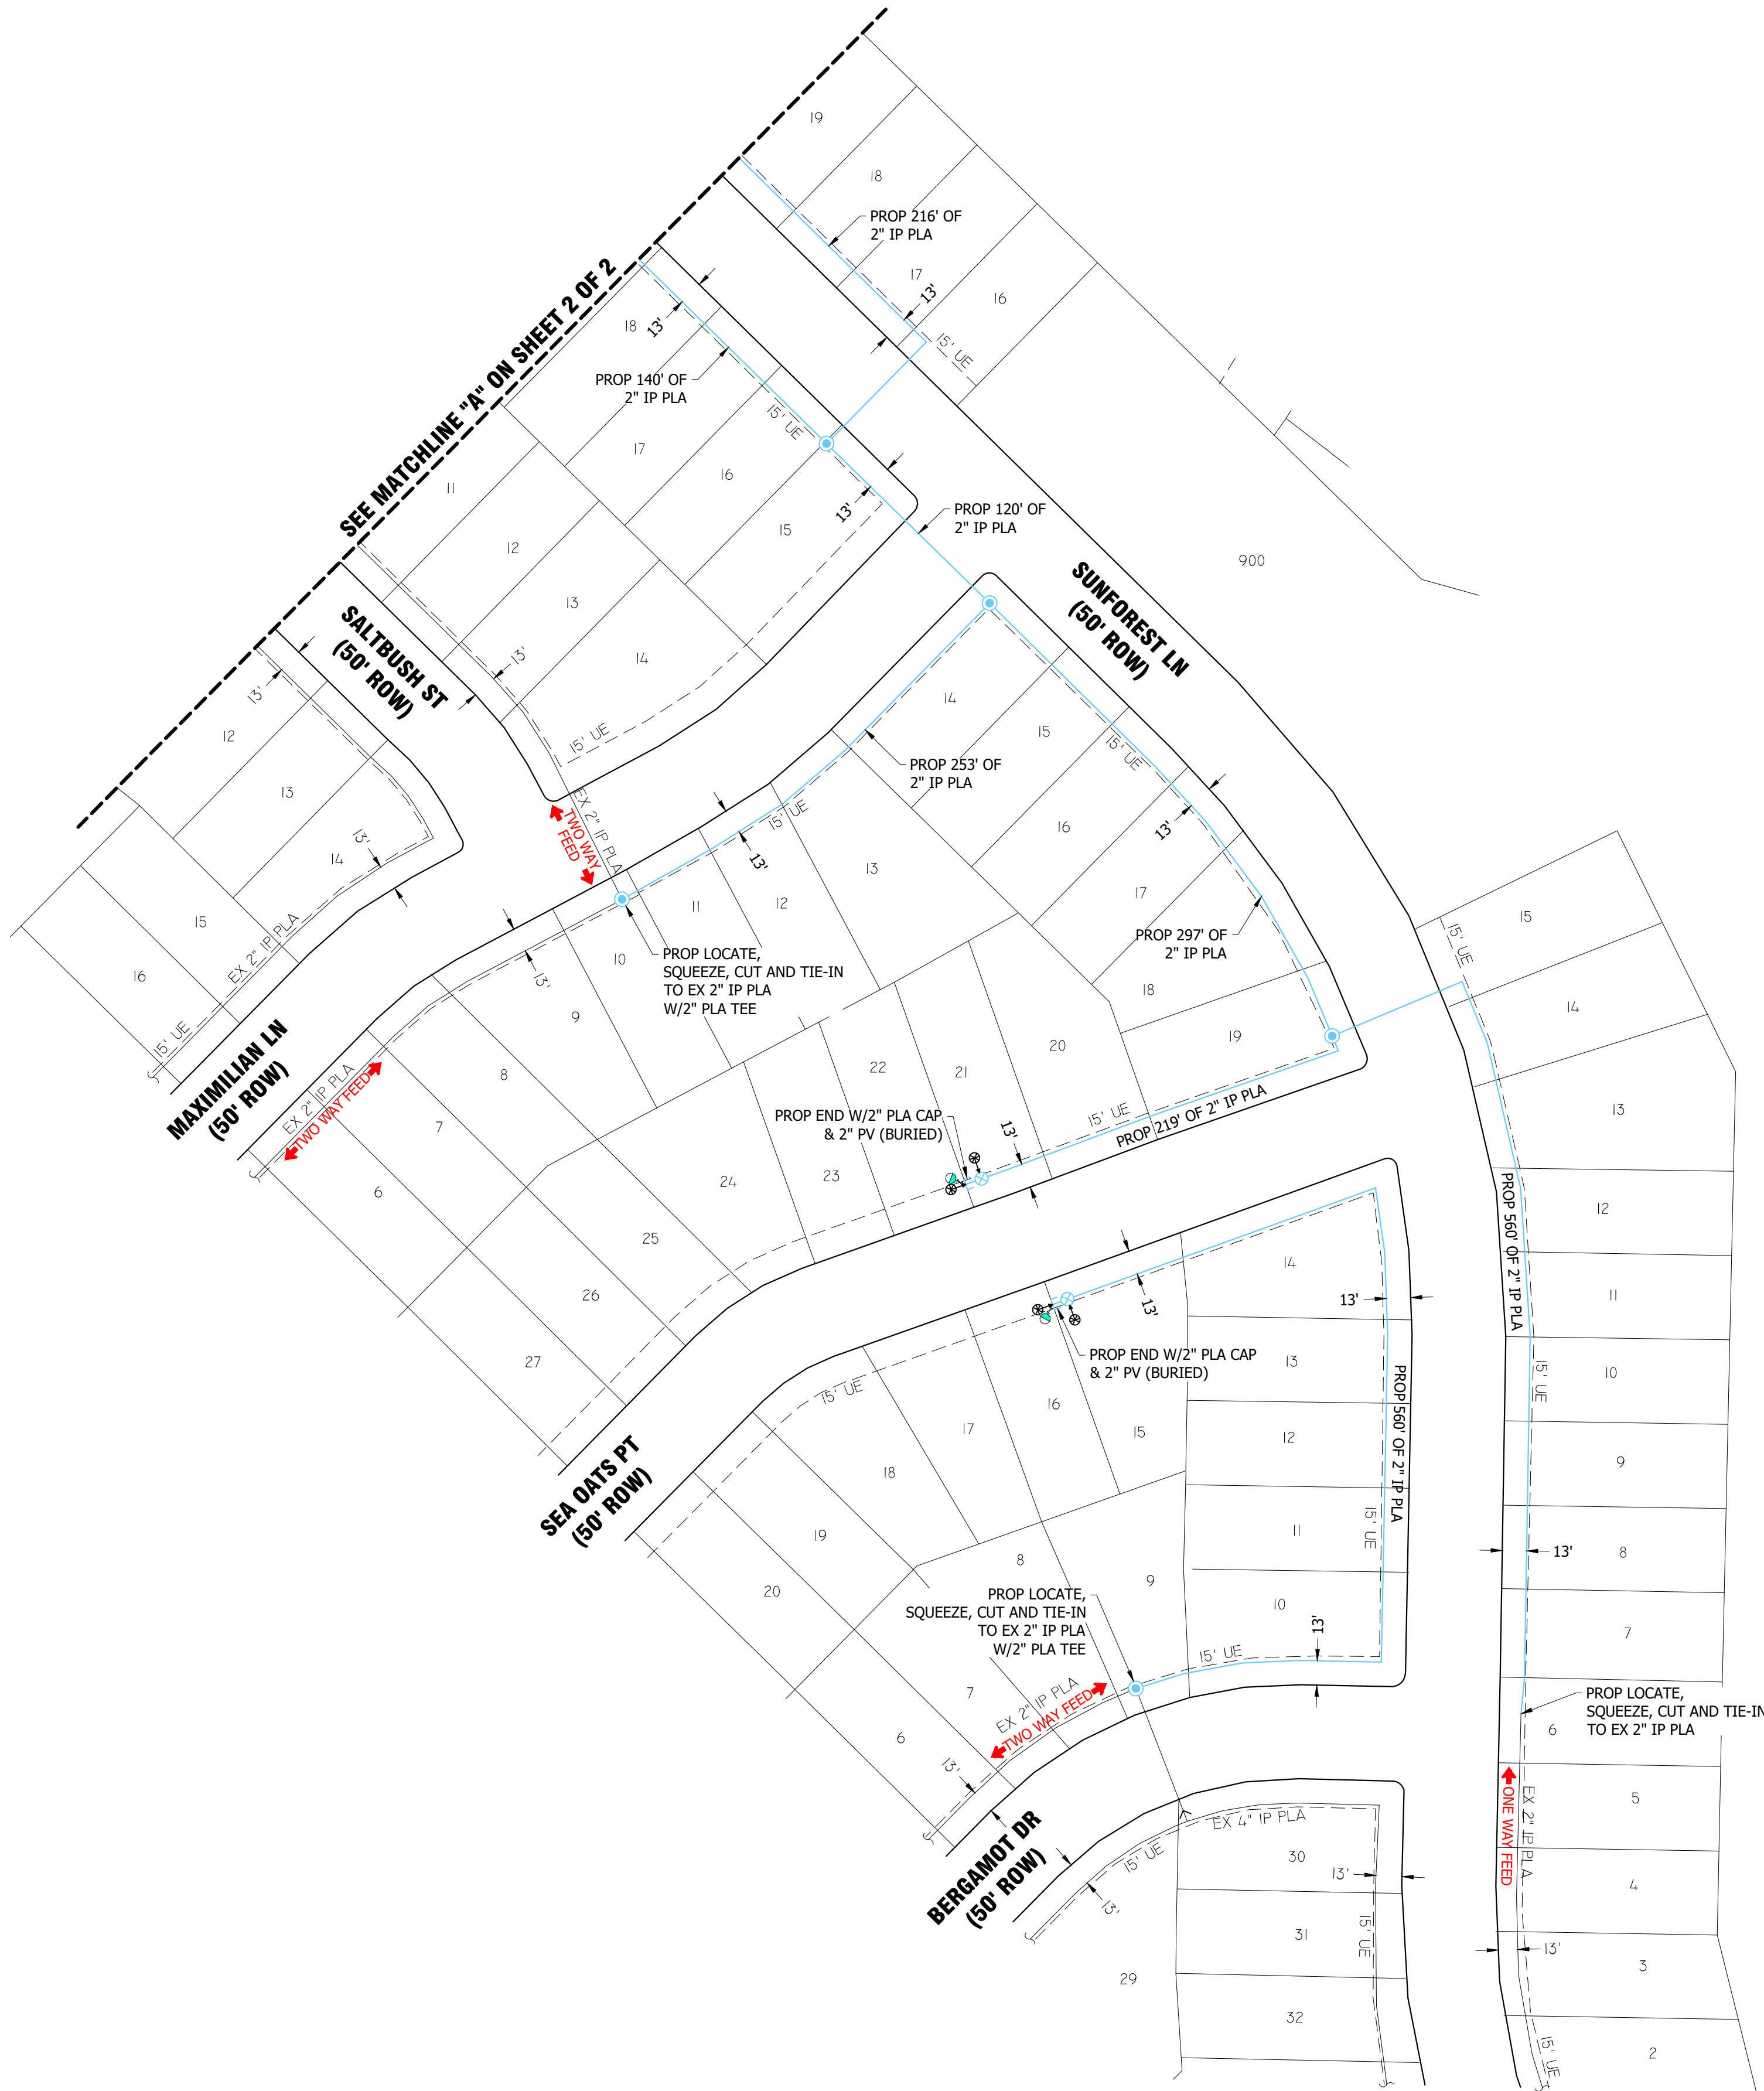 19
18
PROP 216' OF
2" IP PLA
17
13'
16
15' UE
SEE MATCHLINE "A" ON SHEET 2 OF 2
18
13'
PROP 140' OF
2" IP PLA
15' UE
17
16
11
13'
15
12
PROP 120' OF
2" IP PLA
900
SUNFOREST LN
(50' ROW)
13
SALTBUSH ST
(50' ROW)
13'
14
13'
15' UE
12
14
15
15' UE
PROP 253' OF
2" IP PLA
13
EX 2" IP PLA
TWO WAY
FEED
15' UE
13'
16
13'
14
13'
13
17
11
12
15
15' UE
15
EX 2" IP PLA
PROP 297' OF
2" IP PLA
10
PROP LOCATE,
SQUEEZE, CUT AND TIE-IN
TO EX 2" IP PLA
W/2" PLA TEE
16
13'
18
14
9
15' UE
19
20
MAXIMILIAN LN
(50' ROW)
EX 2" IP PLA
TWO WAY FEED
8
22
21
13
PROP END W/2" PLA CAP
& 2" PV (BURIED)
13'
15' UE
PROP 219' OF 2" IP PLA
7
23
24
6
12
PROP 560' OF 2" IP PLA
25
14
26
13'
11
13'
27
PROP END W/2" PLA CAP
& 2" PV (BURIED)
13
15' UE
10
15' UE
16
PROP 560' OF 2" IP PLA
17
15
12
SEA OATS PT
(50' ROW)
18
9
19
11
15' UE
8
13'
8
20
9
PROP LOCATE,
SQUEEZE, CUT AND TIE-IN
TO EX 2" IP PLA
W/2" PLA TEE
10
13'
7
15' UE
7
EX 2" IP PLA
TWO WAY FEED
PROP LOCATE,
SQUEEZE, CUT AND TIE-IN
TO EX 2" IP PLA
6
6
13'
5
ONE WAY FEED
EX 2" IP PLA
EX 4" IP PLA
BERGAMOT DR
(50' ROW)
15' UE
30
13'
4
13'
31
15' UE
13'
3
29
32
15' UE
2